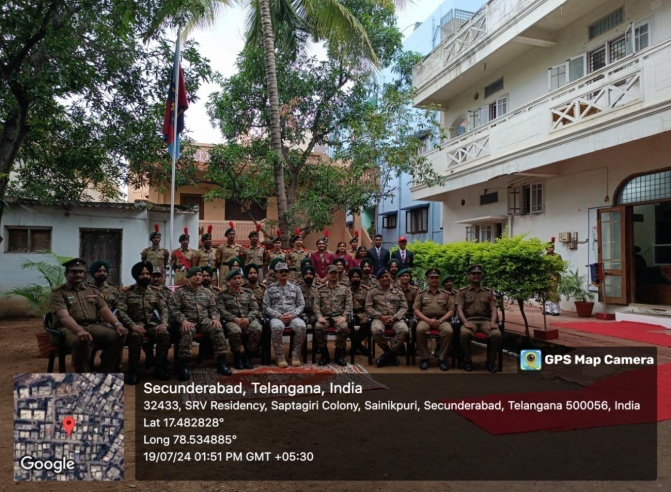 GPS Map Camera
Secunderabad, Telangana, India
32433, SRV Residency, Saptagiri Colony, Sainikpuri, Secunderabad, Telangana 500056, India
Lat 17.482828°
Long 78.534885°
19/07/24 01:51 PM GMT +05:30
Google